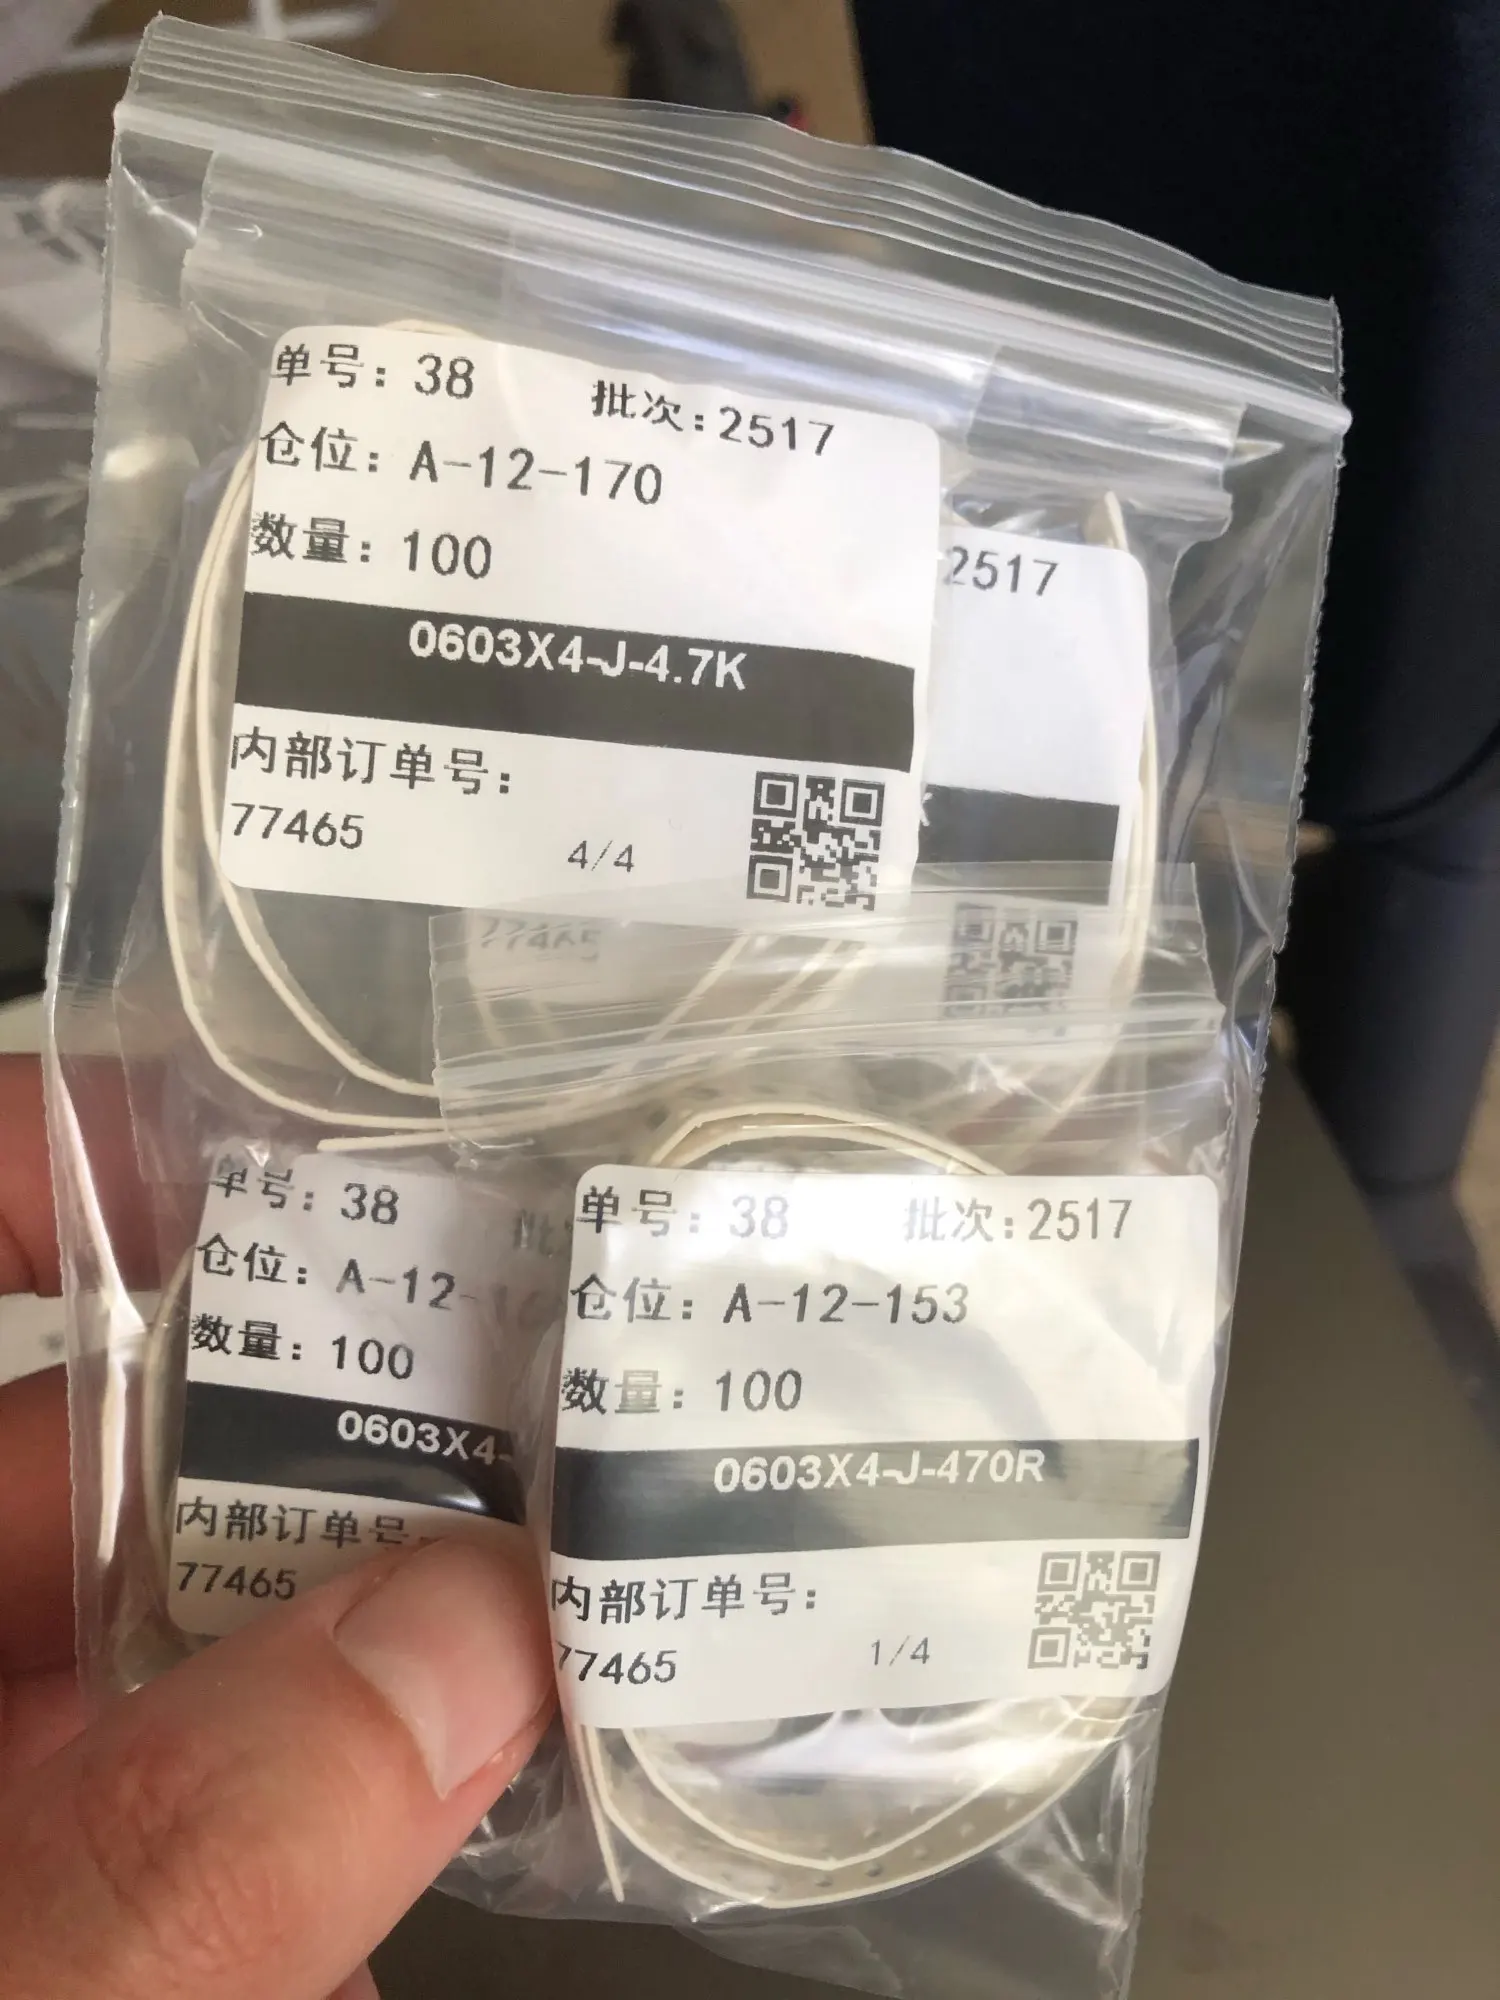 单号: 38 批次:2517
仓位: A-12-170
数量: 100
0603X4-J-4.7K
内部订单号:
77465
4/4
2517
K
77465
单号: 38
仓位: A-12-
数量: 100
0603X4-
内部订单号
77465
单号: 38 批次:2517
仓位: A-12-153
数量: 100
0603X4-J-470R
内部订单号:
77465
1/4